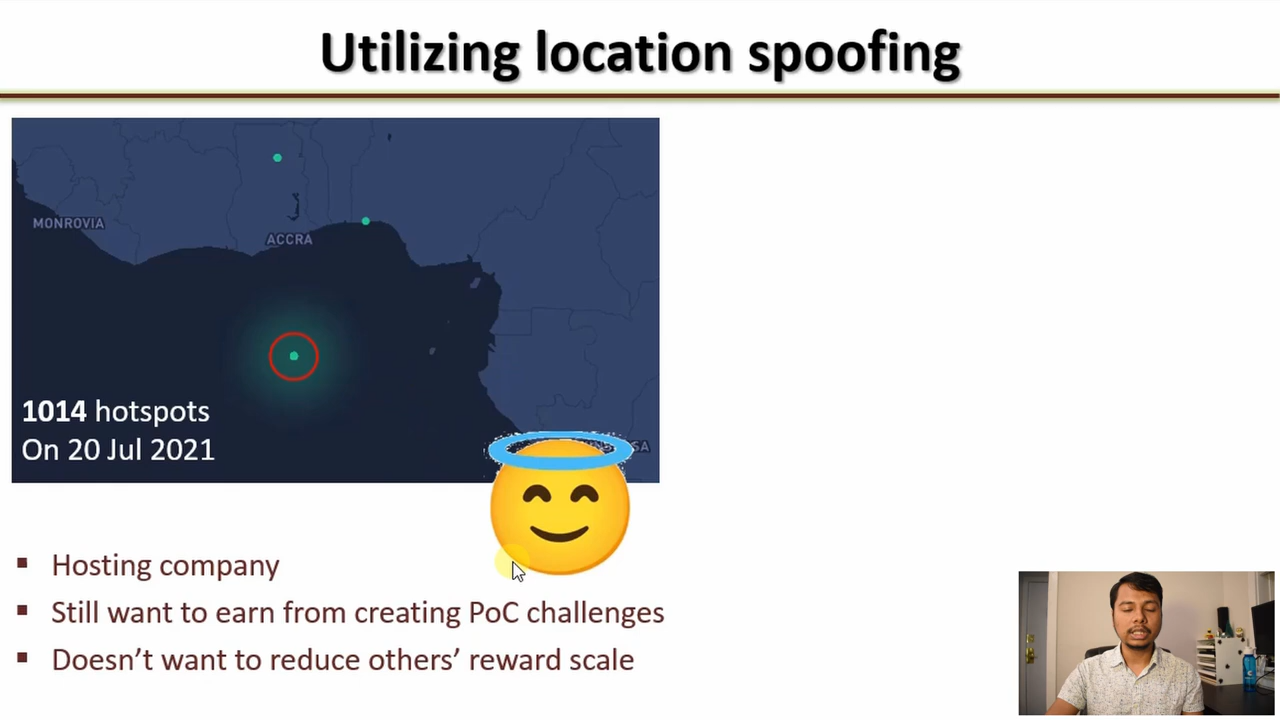 Utilizing location spoofing
MONROVIA
ACCRA
1014 hotspots
On 20 Jul 2021
▪ Hosting company
▪ Still want to earn from creating PoC challenges
▪ Doesn’t want to reduce others’ reward scale